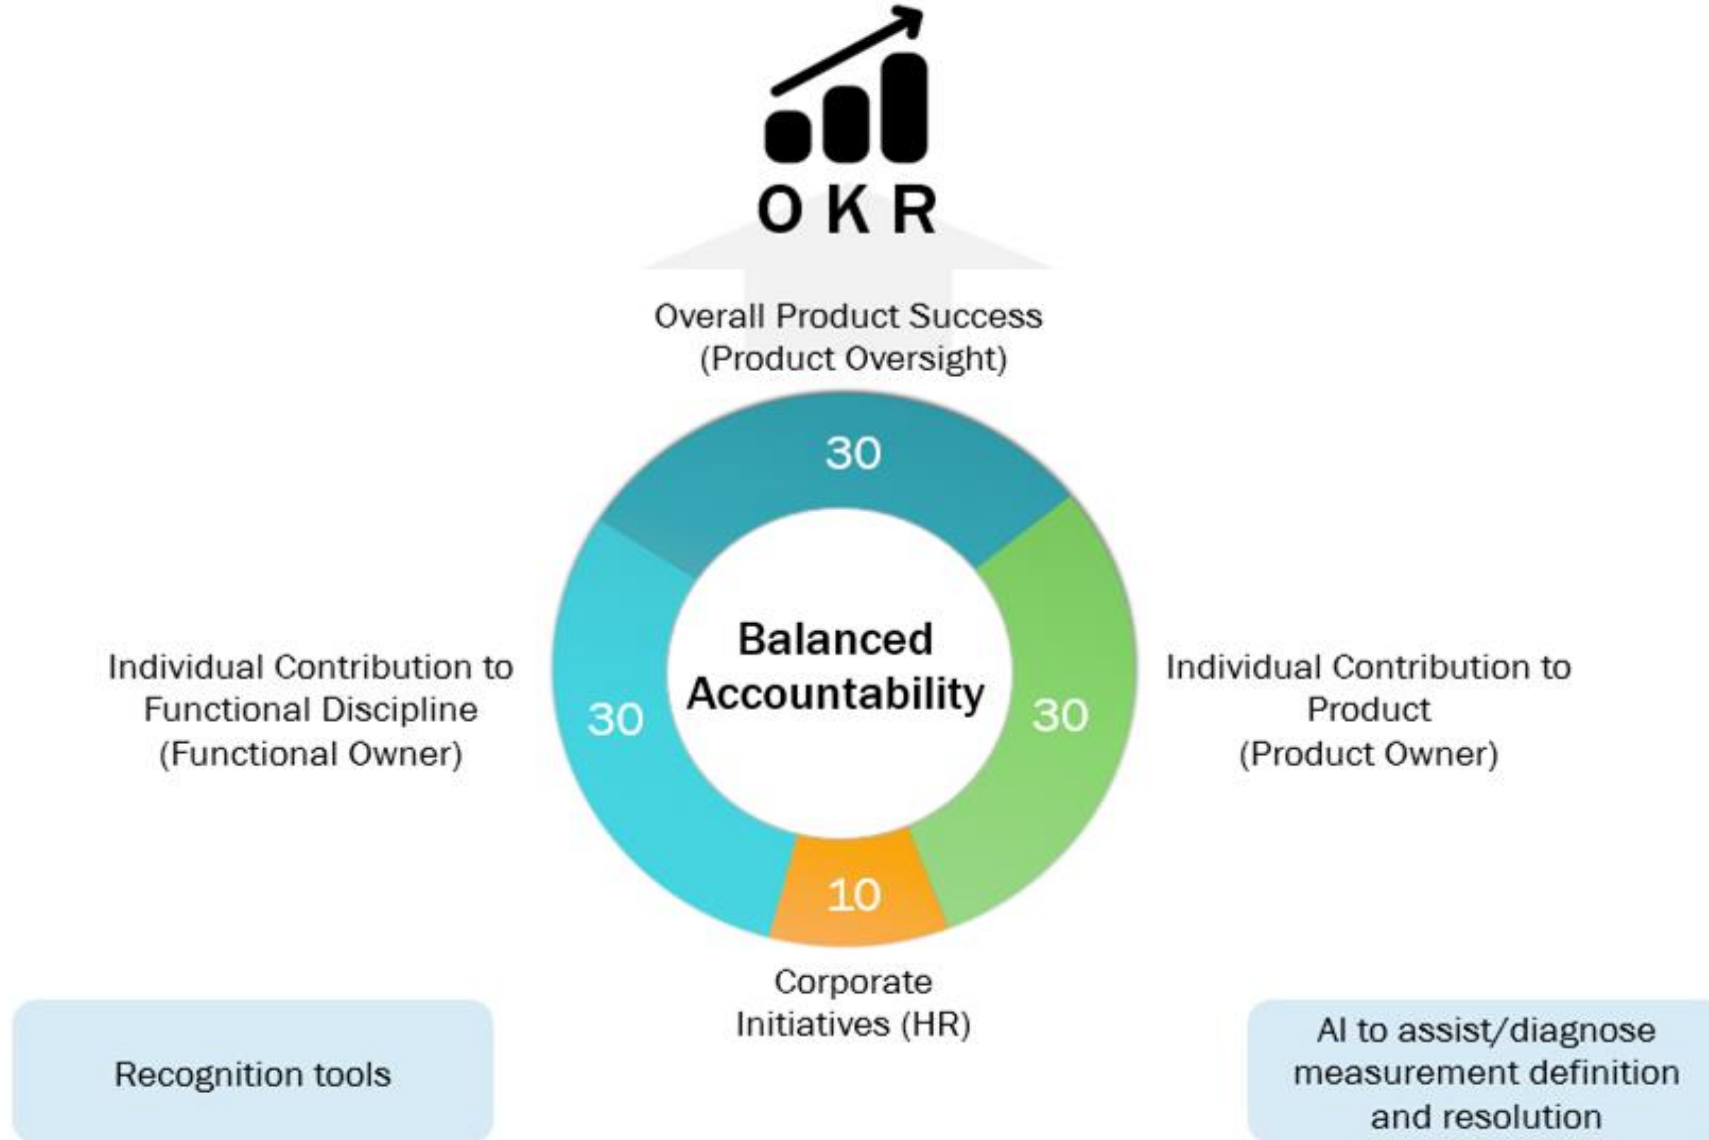 O K R
Overall Product Success
(Product Oversight)
30
Balanced
Accountability
Individual Contribution to
Functional Discipline
(Functional Owner)
30
30
Individual Contribution to
Product
(Product Owner)
10
Corporate
Initiatives (HR)
Recognition tools
AI to assist/diagnose
measurement definition
and resolution